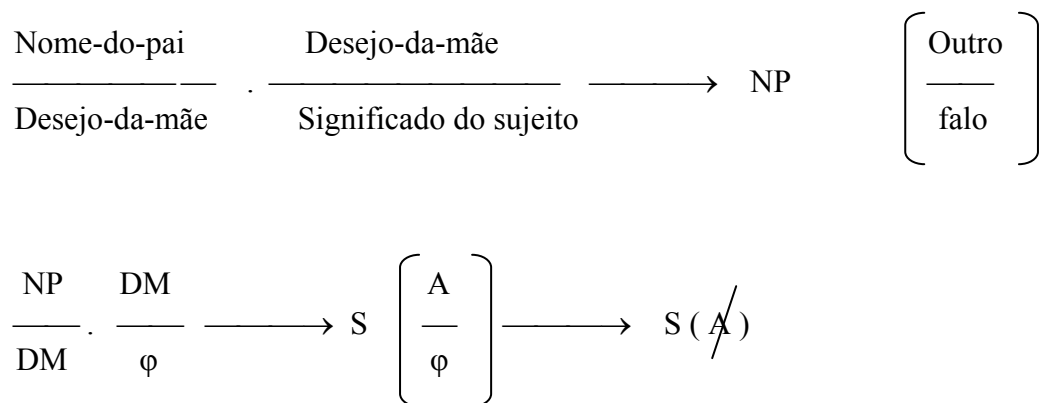 Nome-do-pai Desejo-da-mãe Outro
. ⟶ NP
Desejo-da-mãe Significado do sujeito falo
NP DM A
. ⟶ S ⟶ S ( A̸ )
DM φ φ